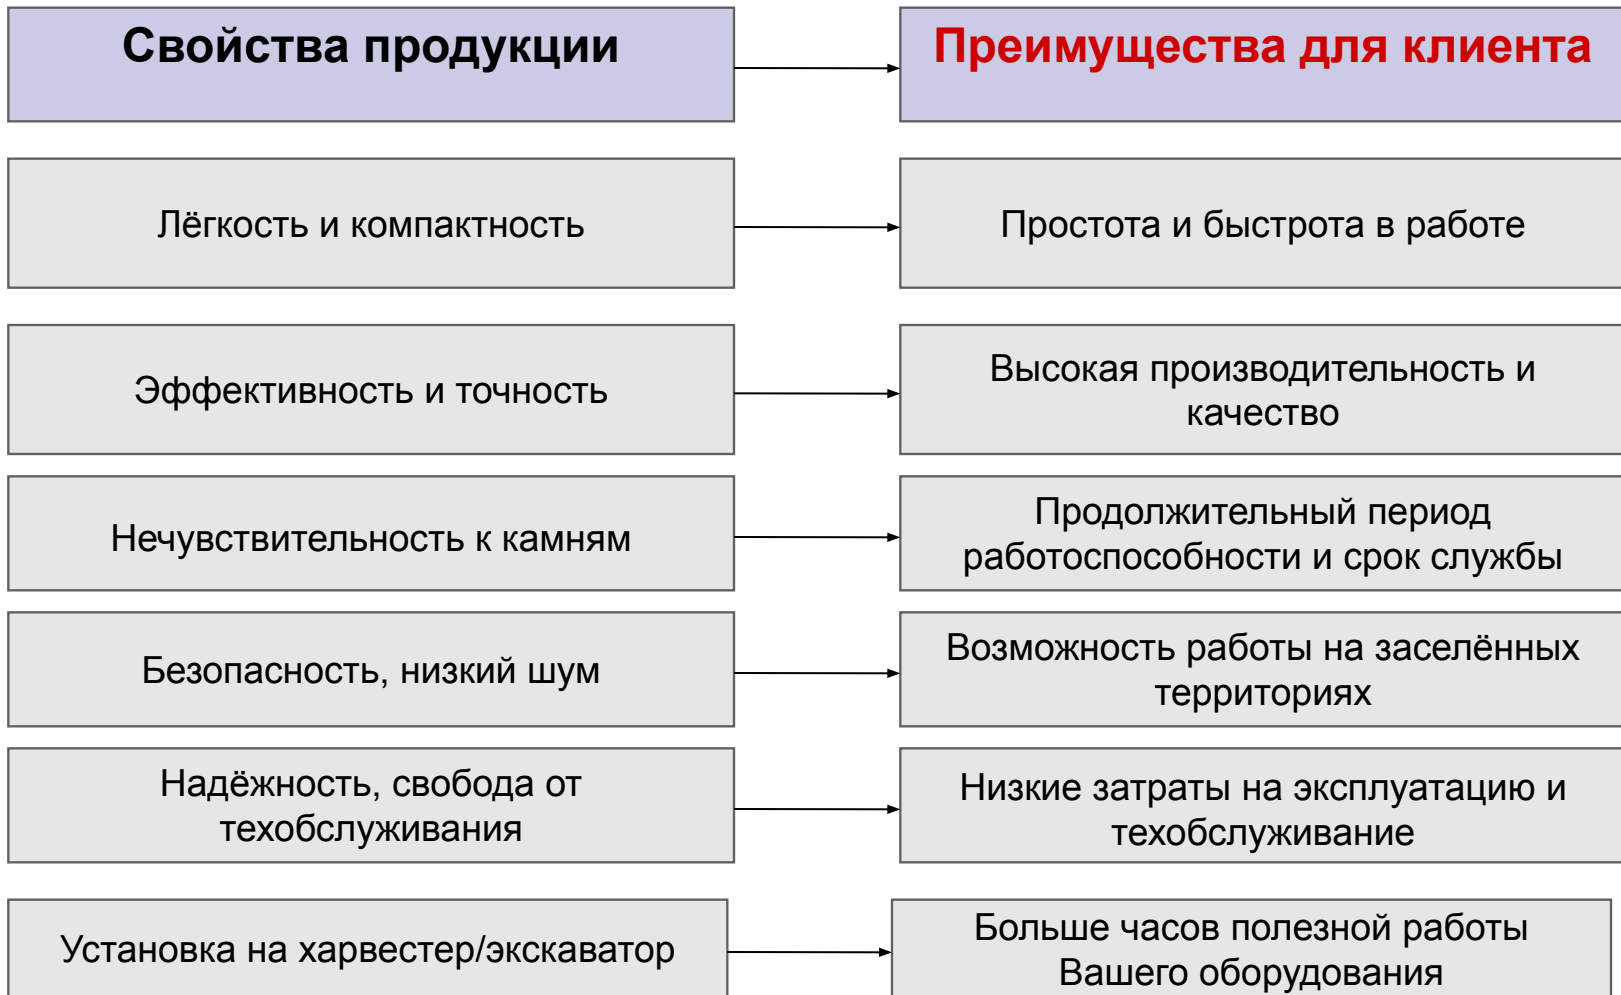 Свойства продукции
Преимущества для клиента
Лёгкость и компактность
Простота и быстрота в работе
Эффективность и точность
Высокая производительность и
качество
Нечувствительность к камням
Продолжительный период
работоспособности и срок службы
Безопасность, низкий шум
Возможность работы на заселённых
территориях
Надёжность, свобода от
техобслуживания
Низкие затраты на эксплуатацию и
техобслуживание
Установка на харвестер/экскаватор
Больше часов полезной работы
Вашего оборудования